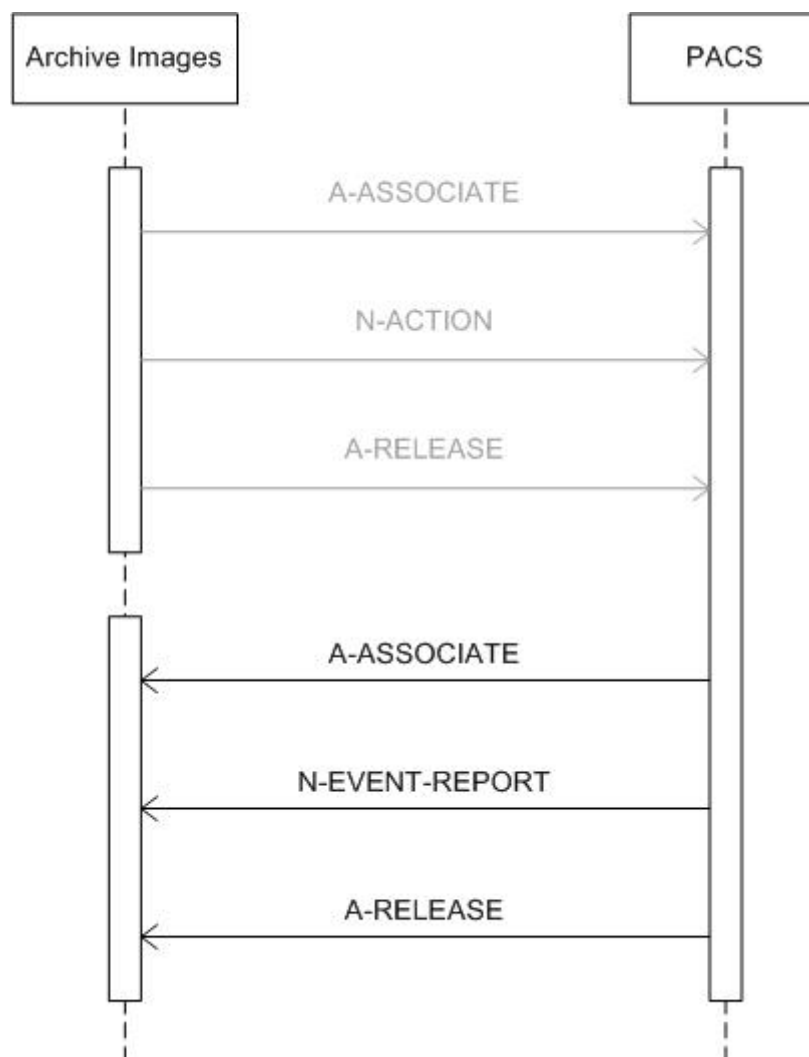 Archive Images
PACS
A-ASSOCIATE
N-ACTION
A-RELEASE
A-ASSOCIATE
N-EVENT-REPORT
A-RELEASE